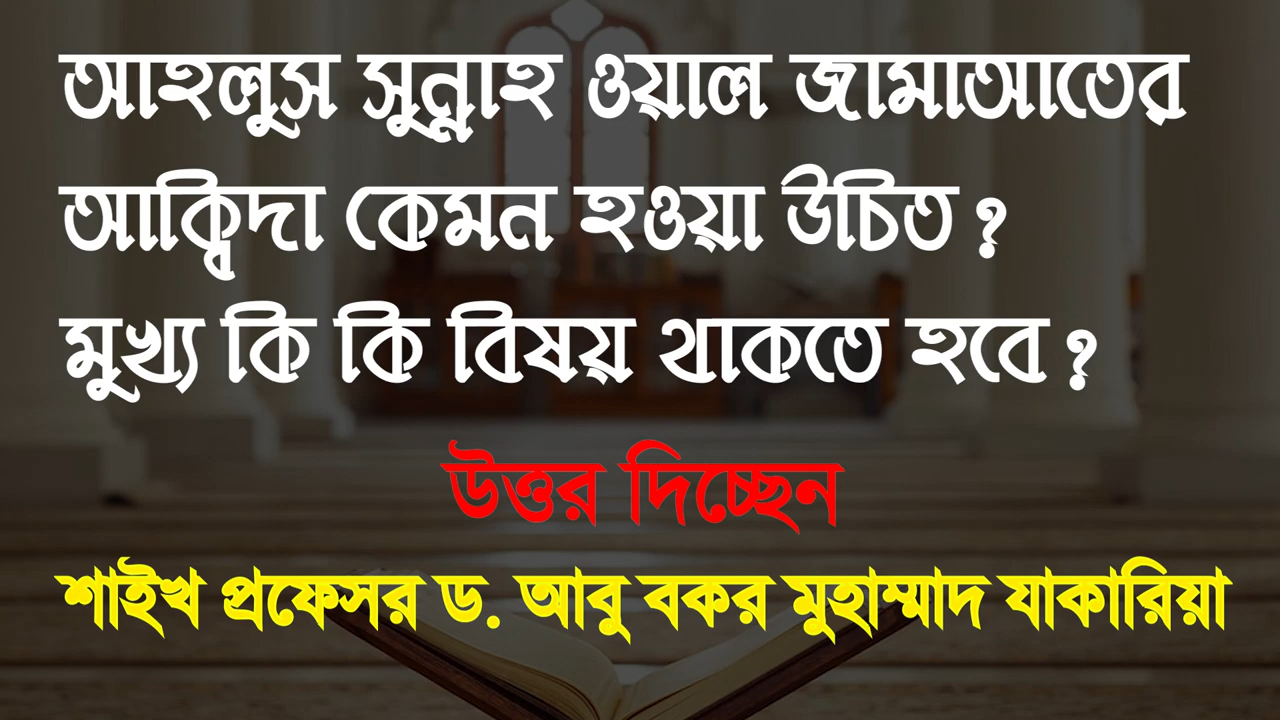 আহলুস সুন্নাহ ওয়াল জামাআতের
আক্বিদা কেমন হওয়া উচিত ?
মুখ্য কি কি বিষয় থাকতে হবে ?
উত্তর দিচ্ছেন
শাইখ প্রফেসর ড. আবু বকর মুহাম্মাদ যাকারিয়া